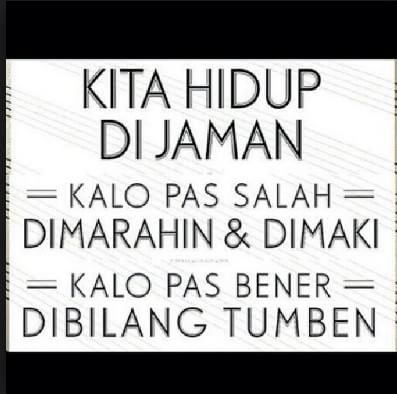 KITA HIDUP
DI JAMAN
KALO PAS SALAH
DIMARAHIN & DIMAKI
KALO PAS BENER
DIBILANG TUMBEN